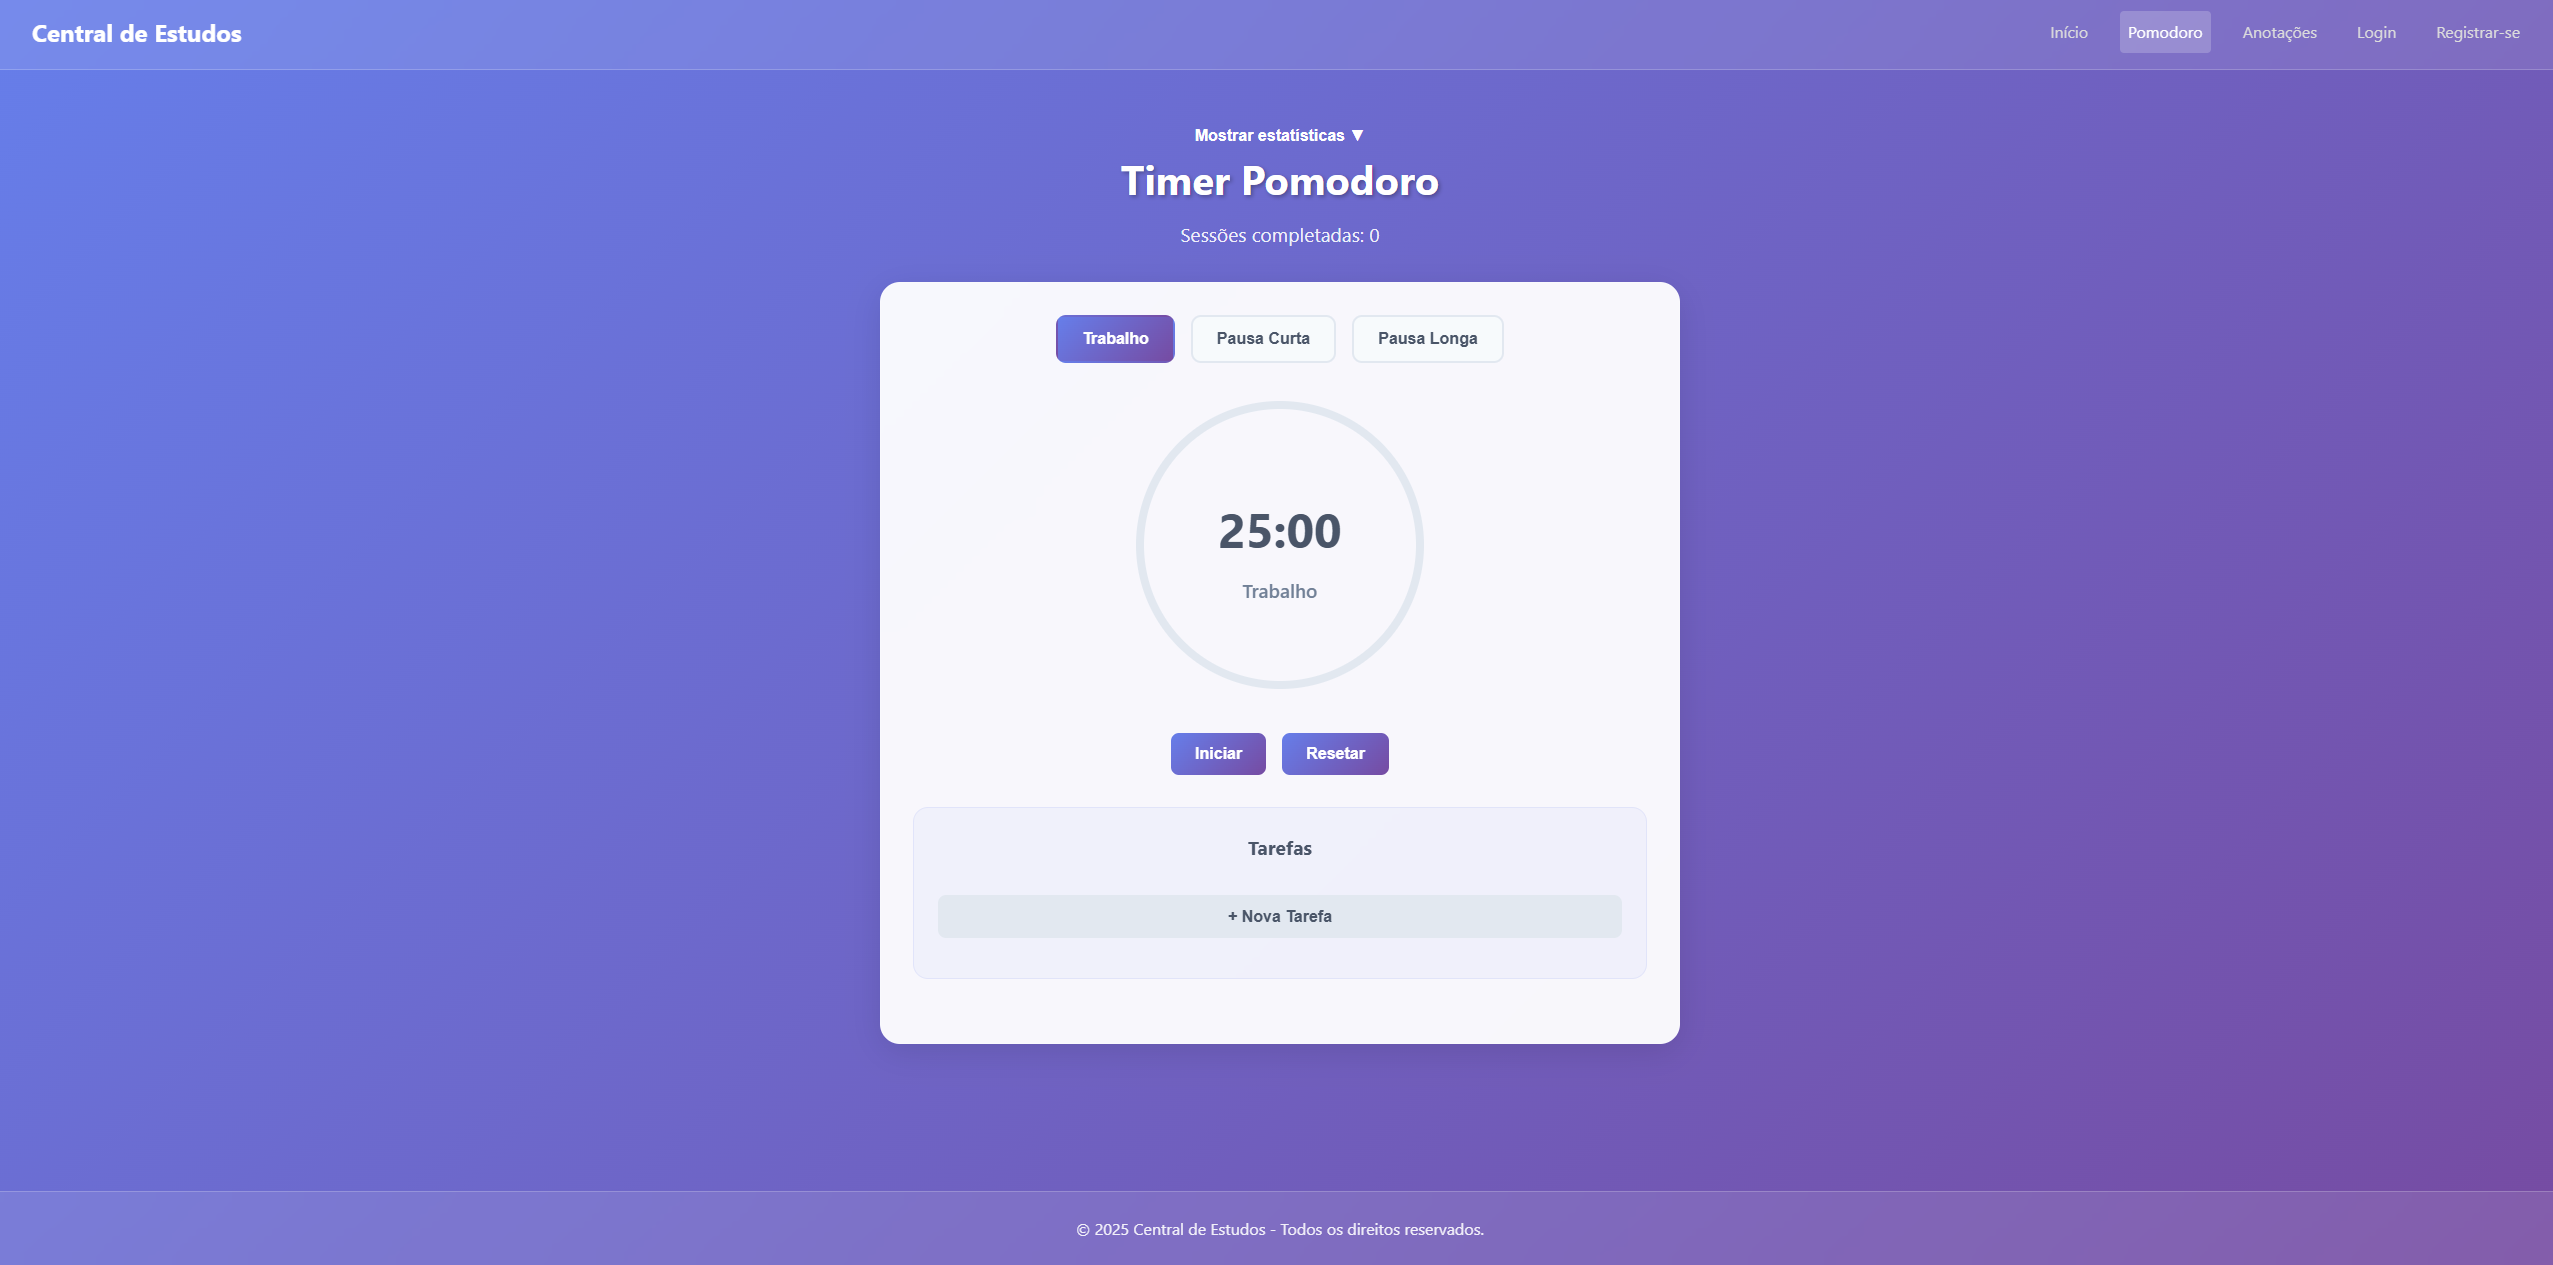 Central de Estudos
Início
Pomodoro
Anotações
Login
Registrar-se
Mostrar estatísticas ▼
Timer Pomodoro
Sessões completadas: 0
Trabalho
Pausa Curta
Pausa Longa
25:00
Trabalho
Iniciar
Resetar
Tarefas
+ Nova Tarefa
© 2025 Central de Estudos - Todos os direitos reservados.